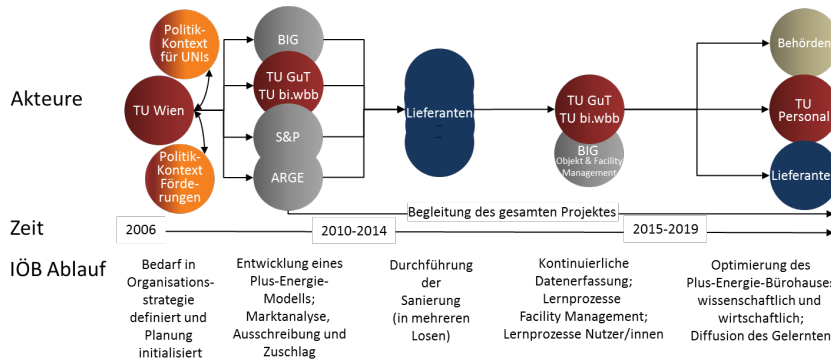 Akteure
Politik-
Kontext
für UNIs
TU Wien
Politik-
Kontext
Förde-
rungen
BIG
TU GuT
TU bi.wbb
S&P
ARGE
Lieferanten
TU GuT
TU bi.wbb
BIG
Objekt & Facility
Management
Behörden
TU
Personal
Lieferanten
Begleitung des gesamten Projektes
Zeit
2006
2010-2014
2015-2019
IÖB Ablauf
Bedarf in
Organisations-
strategie
definiert und
Planung
initialisiert
Entwicklung eines
Plus-Energie-
Modells;
Marktanalyse,
Ausschreibung und
Zuschlag
Durchführung
der
Sanierung
(in mehreren
Losen)
Kontinuierliche
Datenerfassung;
Lernprozesse
Facility Management;
Lernprozesse Nutzer/innen
Optimierung des
Plus-Energie-Bürohauses
wissenschaftlich und
wirtschaftlich;
Diffusion des Gelernten